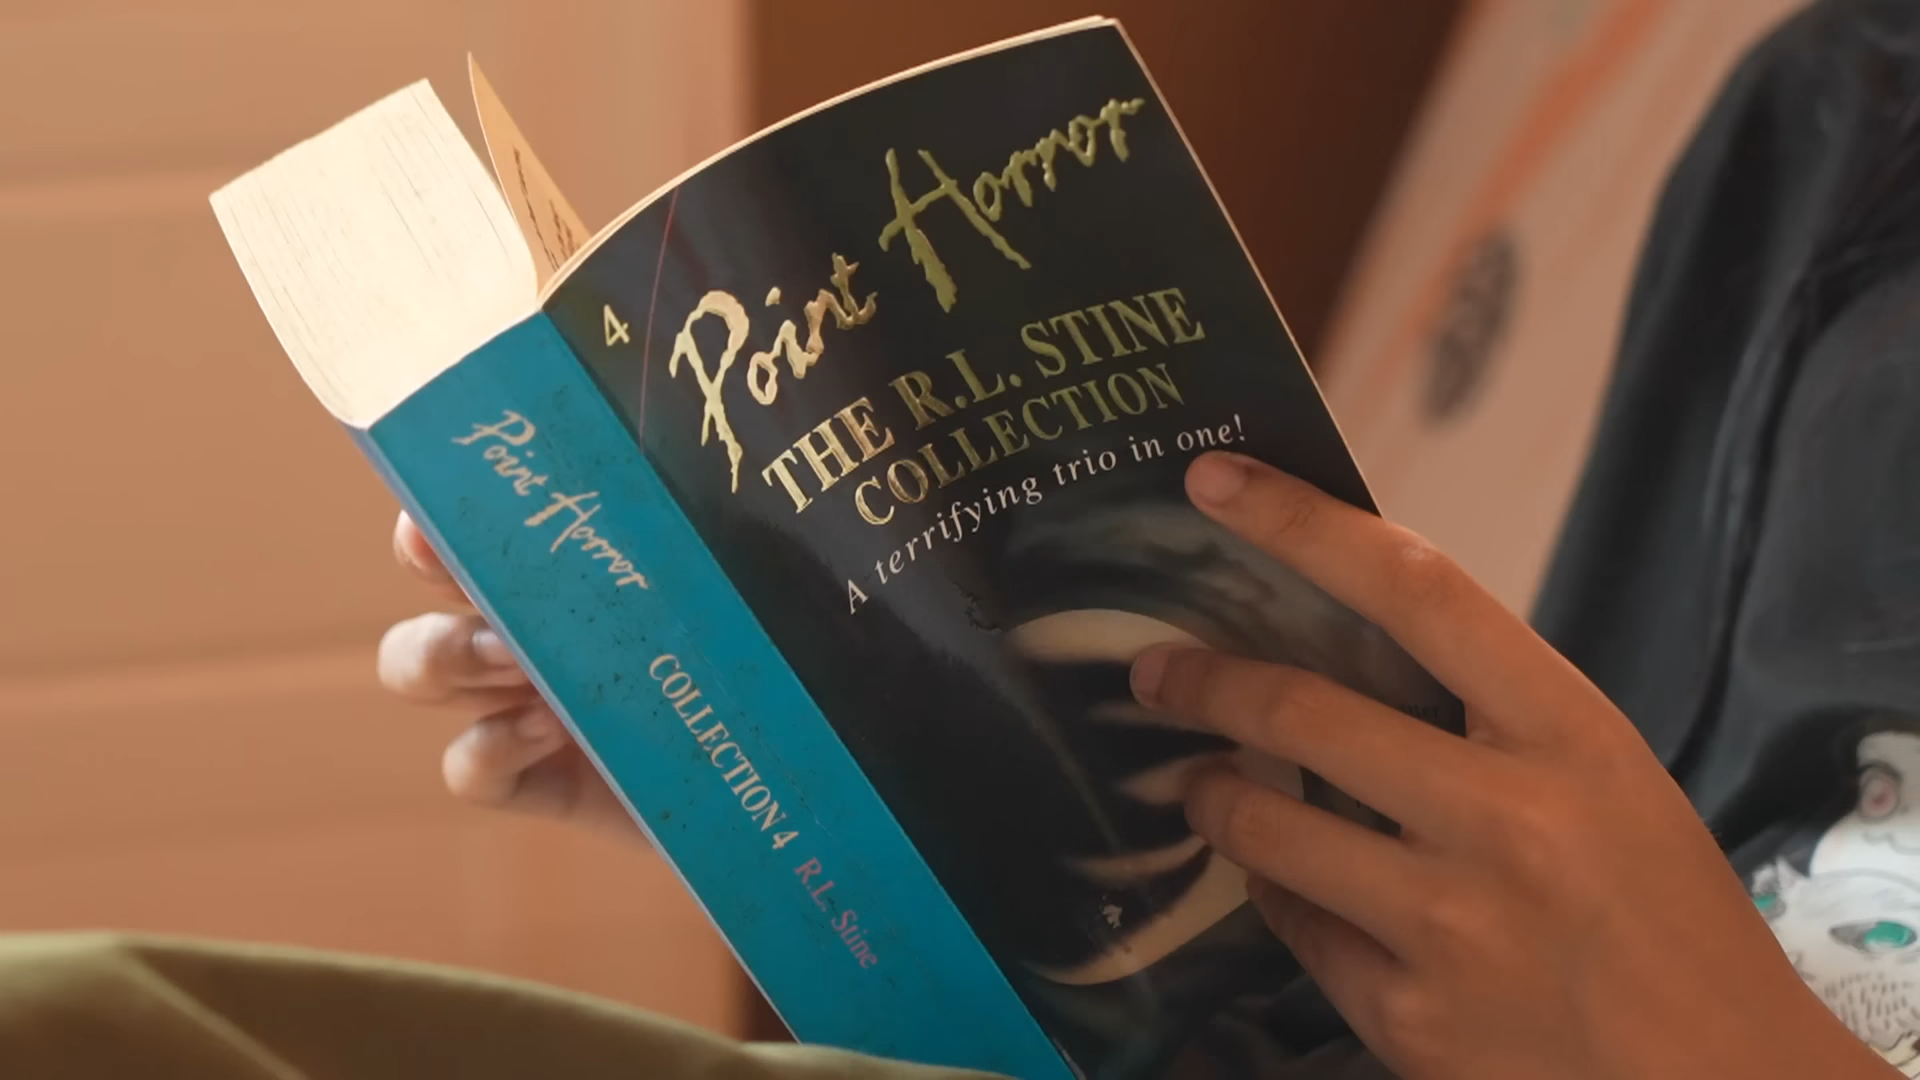 4
Point Horror
THE R.L. STINE
COLLECTION
A terrifying trio in one!
Point Horror
COLLECTION 4
R.L. Stine